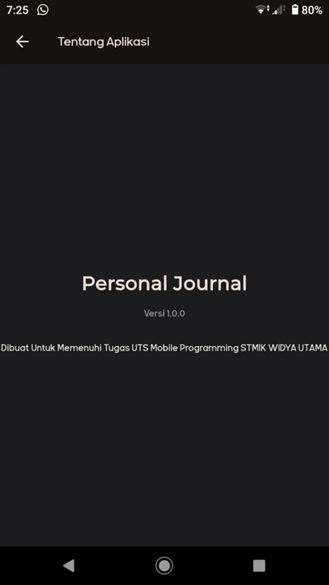 7:25
80%
Tentang Aplikasi
Personal Journal
Versi 1.0.0
Dibuat Untuk Memenuhi Tugas UTS Mobile Programming STMIK WIDYA UTAMA